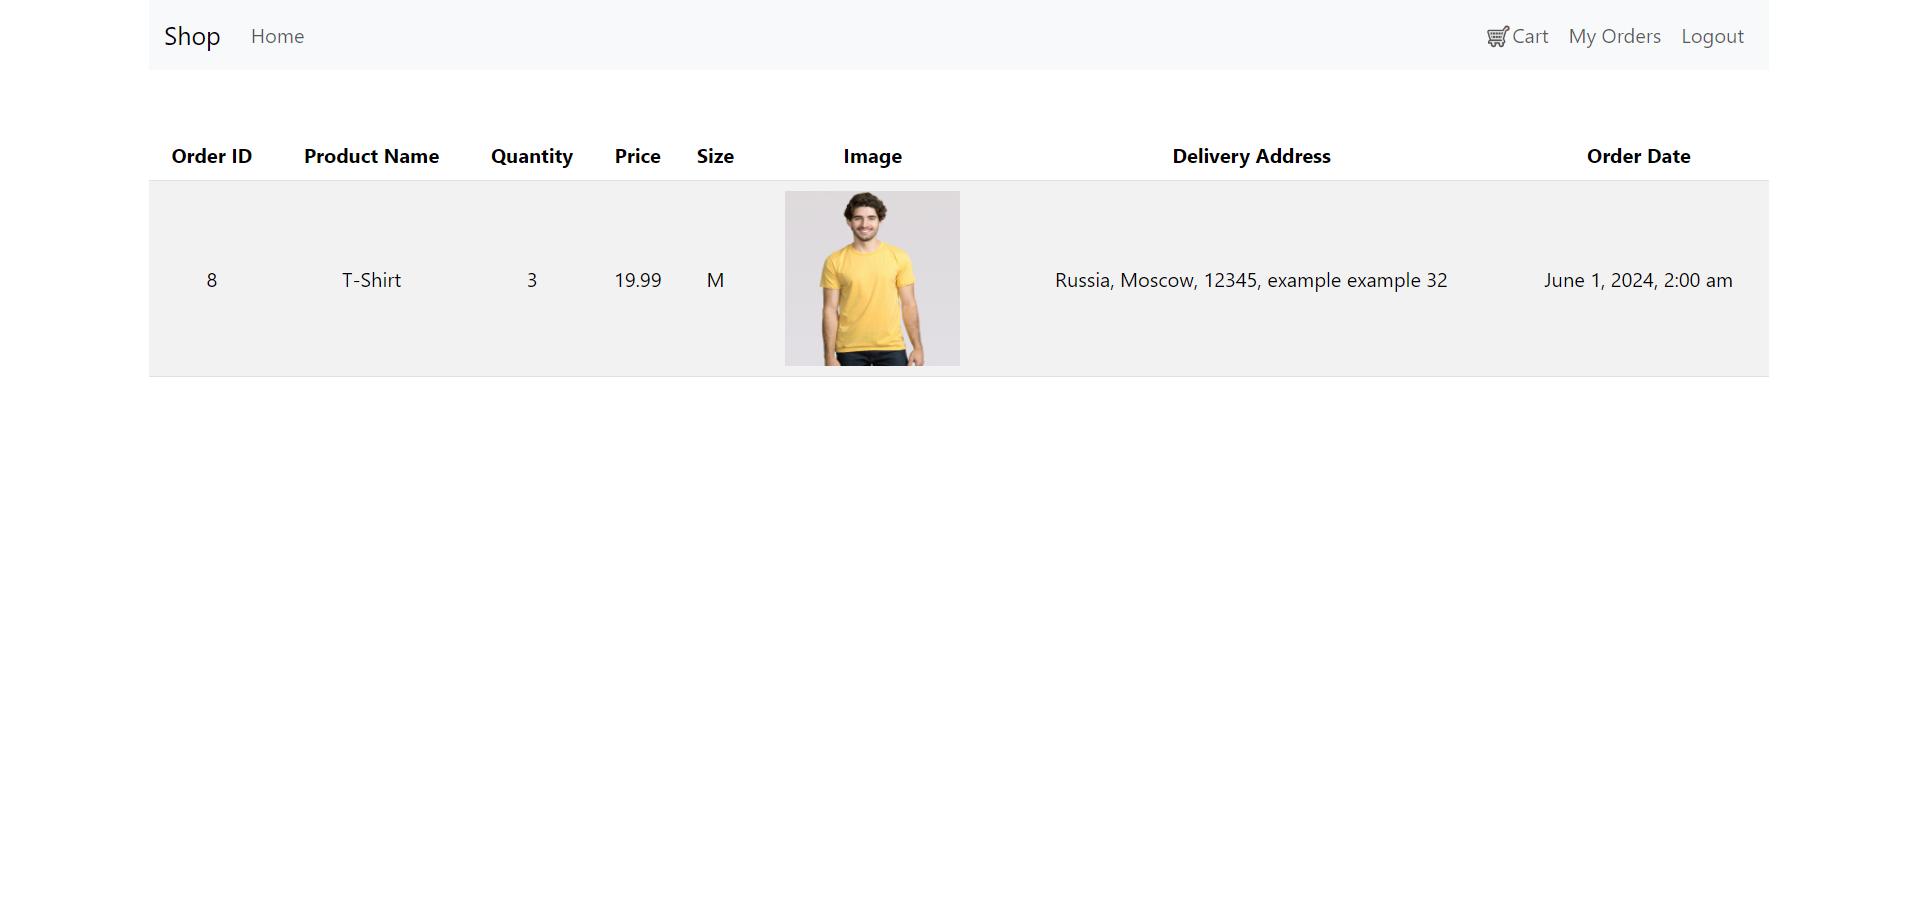 Shop Home Cart My Orders Logout
Order ID Product Name Quantity Price Size Image Delivery Address Order Date
8 T-Shirt 3 19.99 M Russia, Moscow, 12345, example example 32 June 1, 2024, 2:00 am